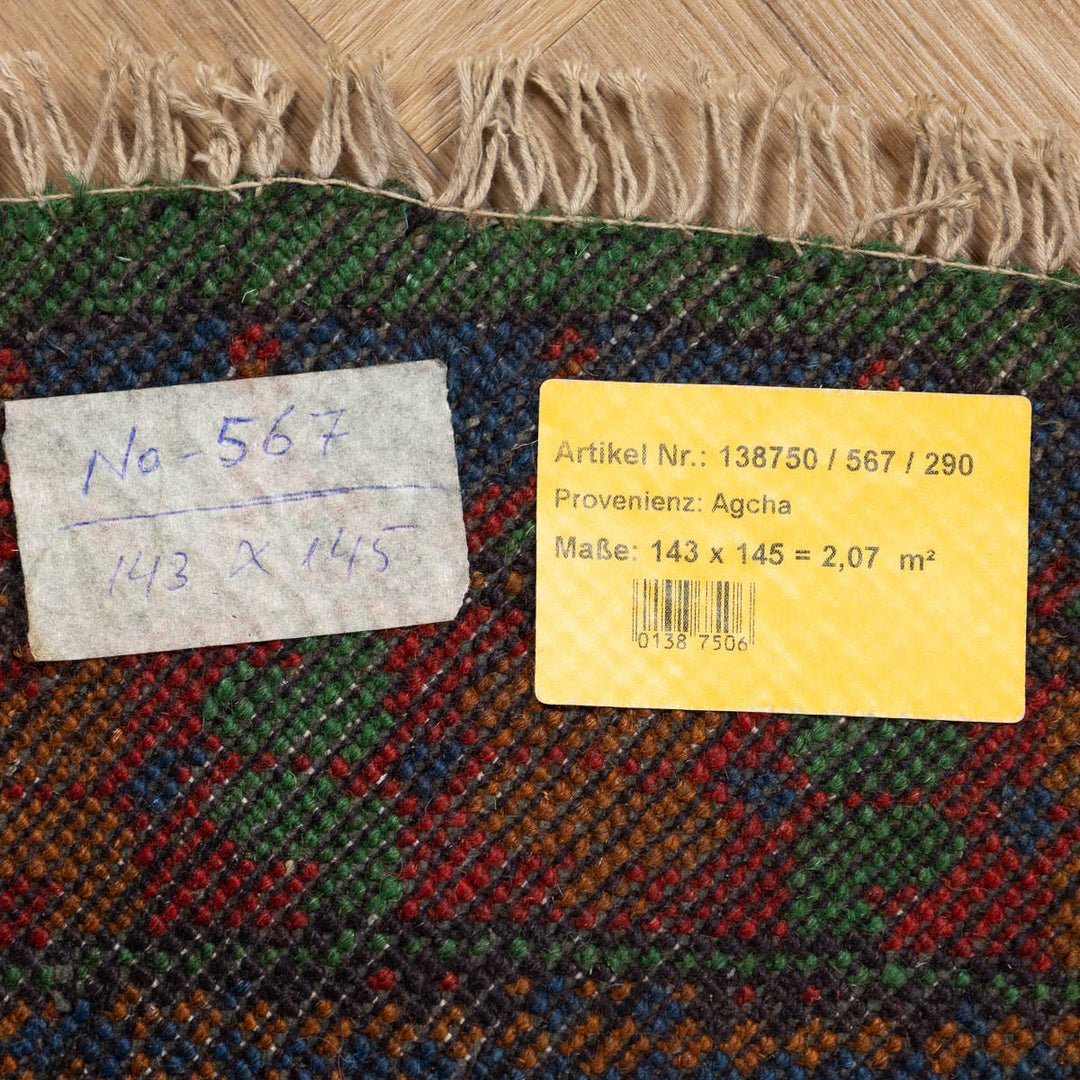 No - 567
143 x 145
Artikel Nr.: 138750 / 567 / 290
Provenienz: Agcha
Maße: 143 x 145 = 2,07 m²
0138 7506